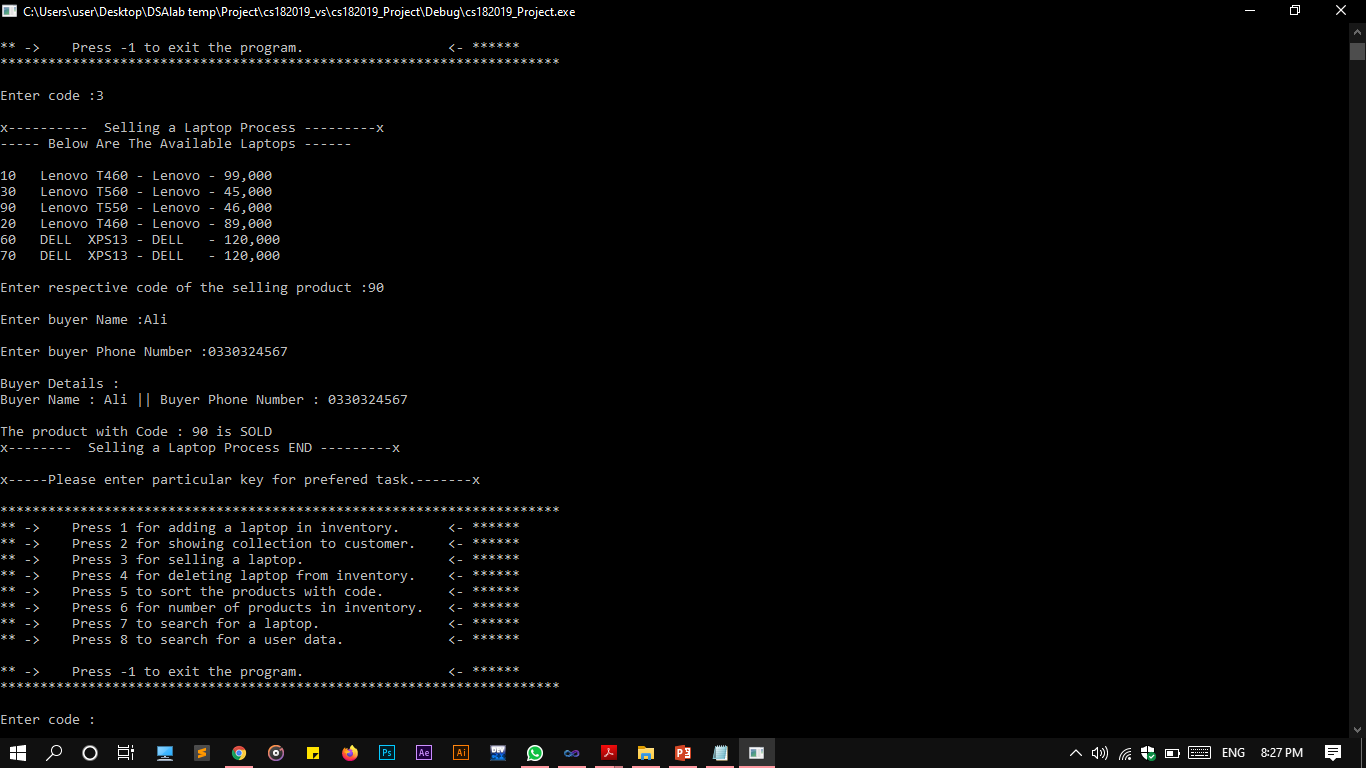 C:\Users\user\Desktop\DSAlab temp\Project\cs182019_vs\cs182019_Project\Debug\cs182019_Project.exe
** ->    Press -1 to exit the program.                  <- ******
**********************************************************************
Enter code :3
x----------  Selling a Laptop Process ---------x
----- Below Are The Available Laptops ------
10   Lenovo T460 - Lenovo - 99,000
30   Lenovo T560 - Lenovo - 45,000
90   Lenovo T550 - Lenovo - 46,000
20   Lenovo T460 - Lenovo - 89,000
60   DELL  XPS13 - DELL   - 120,000
70   DELL  XPS13 - DELL   - 120,000
Enter respective code of the selling product :90
Enter buyer Name :Ali
Enter buyer Phone Number :0330324567
Buyer Details :
Buyer Name : Ali || Buyer Phone Number : 0330324567
The product with Code : 90 is SOLD
x--------  Selling a Laptop Process END ---------x
x-----Please enter particular key for prefered task.-------x
**********************************************************************
** ->    Press 1 for adding a laptop in inventory.      <- ******
** ->    Press 2 for showing collection to customer.    <- ******
** ->    Press 3 for selling a laptop.                  <- ******
** ->    Press 4 for deleting laptop from inventory.    <- ******
** ->    Press 5 to sort the products with code.        <- ******
** ->    Press 6 for number of products in inventory.   <- ******
** ->    Press 7 to search for a laptop.                <- ******
** ->    Press 8 to search for a user data.             <- ******
** ->    Press -1 to exit the program.                  <- ******
**********************************************************************
Enter code :
Ps Ae Ai ENG 8:27 PM